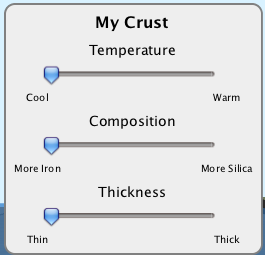 My Crust
Temperature
Cool Warm
Composition
More Iron More Silica
Thickness
Thin Thick